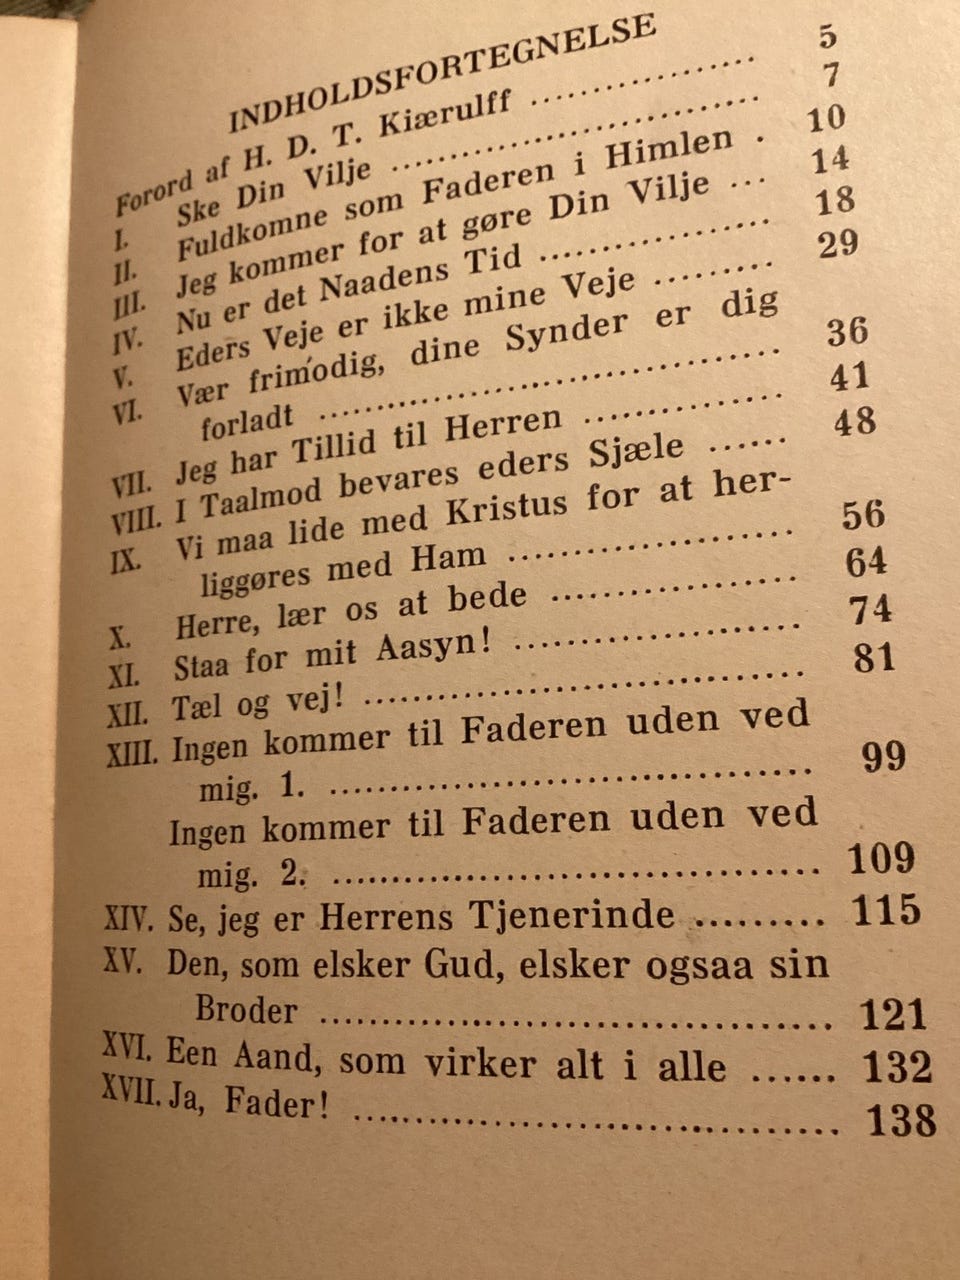 INDHOLDSFORTEGNELSE
Forord af H. D. T. Kiærulff .................. 5
I. Ske Din Vilje .............................. 7
II. Fuldkomne som Faderen i Himlen . 10
III. Jeg kommer for at gøre Din Vilje ... 14
IV. Nu er det Naadens Tid .................. 18
V. Eders Veje er ikke mine Veje ......... 29
VI. Vær frimodig, dine Synder er dig
forladt .................................... 36
VII. Jeg har Tillid til Herren ............... 41
VIII. I Taalmod bevares eders Sjæle ...... 48
IX. Vi maa lide med Kristus for at her-
liggøres med Ham ..................... 56
X. Herre, lær os at bede .................. 64
XI. Staa for mit Aasyn! ..................... 74
XII. Tæl og vej! ................................. 81
XIII. Ingen kommer til Faderen uden ved
mig. 1. .................................... 99
Ingen kommer til Faderen uden ved
mig. 2. .................................... 109
XIV. Se, jeg er Herrens Tjenerinde ......... 115
XV. Den, som elsker Gud, elsker ogsaa sin
Broder .................................... 121
XVI. Een Aand, som virker alt i alle ...... 132
XVII. Ja, Fader! ................................. 138